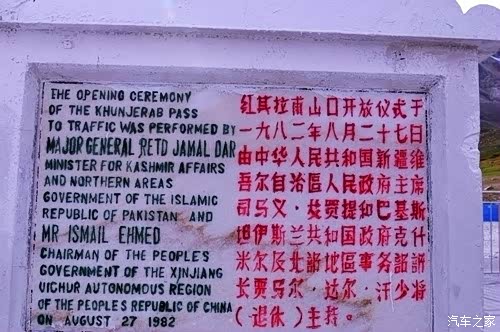 THE OPENING CEREMONY
OF THE KHUNJERAB PASS
TO TRAFFIC WAS PERFORMED BY
MAJOR GENERAL RETD JAMAL DAR
MINISTER FOR KASHMIR AFFAIRS
AND NORTHERN AREAS
GOVERNMENT OF THE ISLAMIC
REPUBLIC OF PAKISTAN AND
MR ISMAIL EHMED
CHAIRMAN OF THE PEOPLE'S
GOVERNMENT OF THE XINJIANG
UICHUR AUTONOMOUS REGION
OF THE PEOPLE'S REPUBLIC OF CHINA
ON AUGUST 27 1982
红其拉甫山口开放仪式于
一九八二年八月二十七日
由中华人民共和国新疆维
吾尔自治區人民政府主席
司马义·艾買提和巴基斯
坦伊斯兰共和国政府克什
米尔及北部地區事务部部
长贾马尔·达尔·汗少将
(退休)主持。
汽车之家